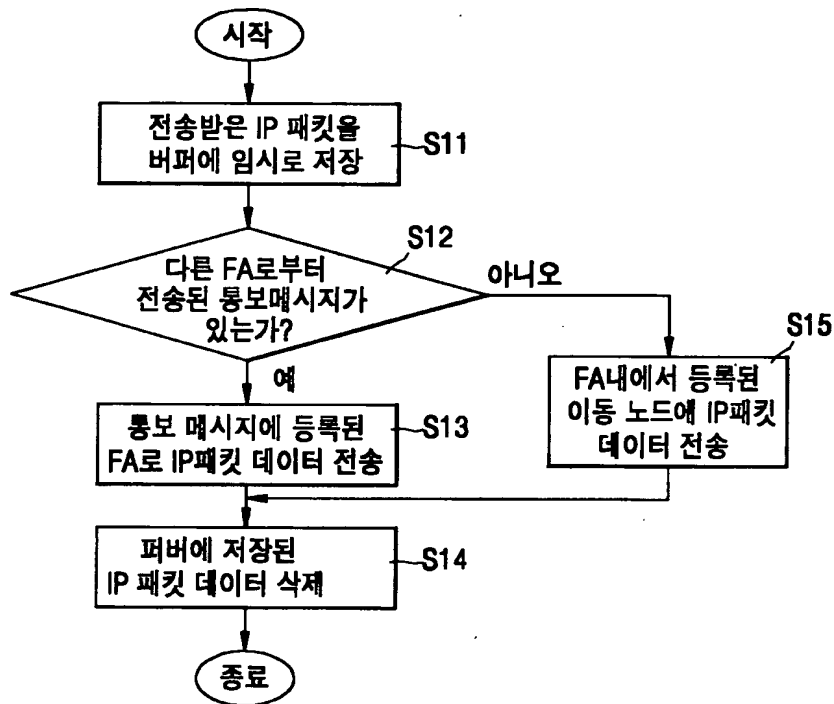 시작
전송받은 IP 패킷을
버퍼에 임시로 저장
S11
S12
다른 FA로부터
전송된 통보메시지가
있는가?
아니오
예
S15
FA내에서 등록된
이동 노드에 IP패킷
데이터 전송
통보 메시지에 등록된
FA로 IP패킷 데이터 전송
S13
퍼버에 저장된
IP 패킷 데이터 삭제
S14
종료